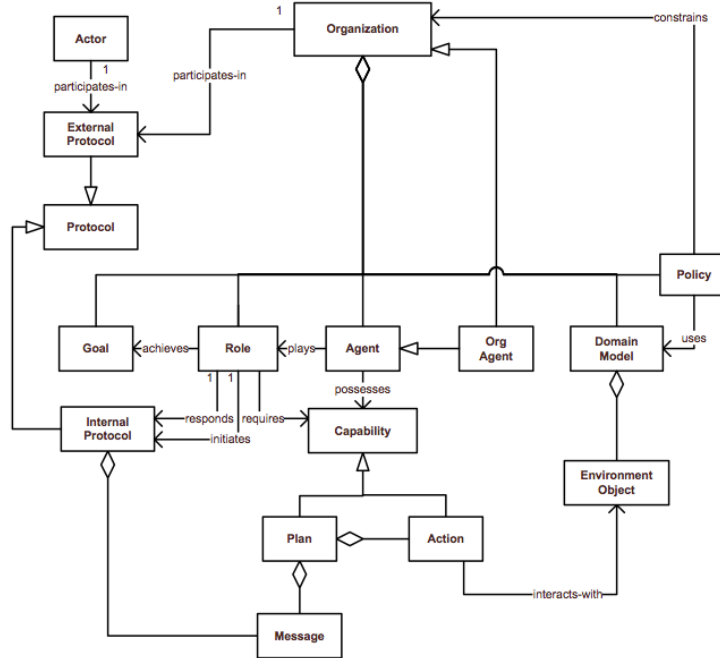 1
constrains
Actor
Organization
1
participates-in
participates-in
External
Protocol
Protocol
Policy
Goal
achieves
Role
plays
Agent
Org
Agent
Domain
Model
uses
1
1
possesses
Internal
Protocol
responds
requires
initiates
Capability
Environment
Object
Plan
Action
interacts-with
Message